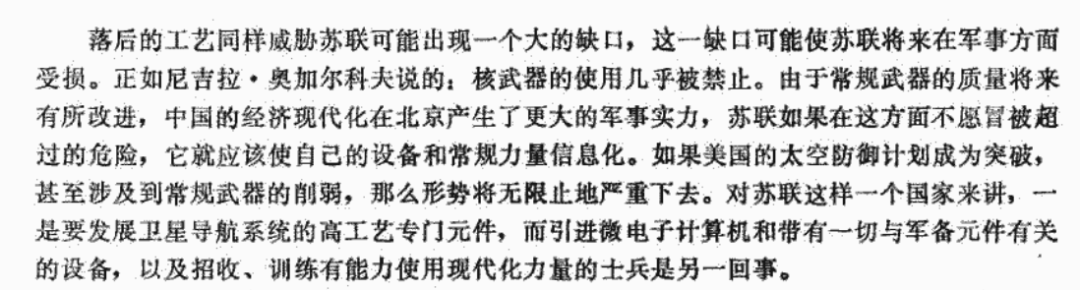 落后的工艺同样威胁苏联可能出现一个大的缺口，这一缺口可能使苏联将来在军事方面
受损。正如尼吉拉·奥加尔科夫说的：核武器的使用几乎被禁止。由于常规武器的质量将来
有所改进，中国的经济现代化在北京产生了更大的军事实力，苏联如果在这方面不愿冒被超
过的危险，它就应该使自己的设备和常规力量信息化。如果美国的太空防御计划成为突破，
甚至涉及到常规武器的削弱，那么形势将无限止地严重下去。对苏联这样一个国家来讲，一
是要发展卫星导航系统的高工艺专门元件，而引进微电子计算机和带有一切与军备元件有关
的设备，以及招收、训练有能力使用现代化力量的士兵是另一回事。